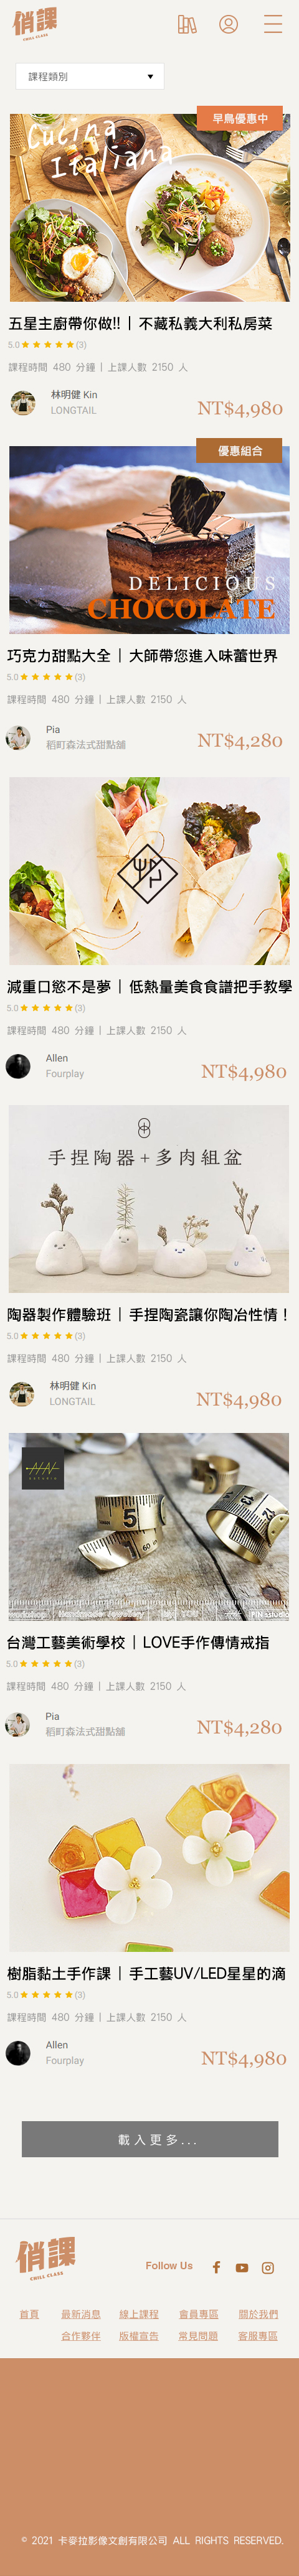 俏課
CHILL CLASS
課程類別
早鳥優惠中
Cucina
Italiana
五星主廚帶你做!!｜不藏私義大利私房菜
5.0 ★★★★★(3)
課程時間 480 分鐘｜上課人數 2150 人
林明健 Kin
LONGTAIL
NT$4,980
優惠組合
DELICIOUS
CHOCOLATE
巧克力甜點大全｜大師帶您進入味蕾世界
5.0 ★★★★★(3)
課程時間 480 分鐘｜上課人數 2150 人
Pia
稻町森法式甜點舖
NT$4,280
減重口慾不是夢｜低熱量美食食譜把手教學
5.0 ★★★★★(3)
課程時間 480 分鐘｜上課人數 2150 人
Allen
Fourplay
NT$4,980
手捏陶器+多肉組盆
陶器製作體驗班｜手捏陶瓷讓你陶冶性情！
5.0 ★★★★★(3)
課程時間 480 分鐘｜上課人數 2150 人
林明健 Kin
LONGTAIL
NT$4,980
5
60
workshop
Handmade Jewellery
FIN Estudio
台灣工藝美術學校｜LOVE手作傳情戒指
5.0 ★★★★★(3)
課程時間 480 分鐘｜上課人數 2150 人
Pia
稻町森法式甜點舖
NT$4,280
樹脂黏土手作課｜手工藝UV/LED星星的滴
5.0 ★★★★★(3)
課程時間 480 分鐘｜上課人數 2150 人
Allen
Fourplay
NT$4,980
載入更多...
俏課
CHILL CLASS
Follow Us
首頁 最新消息 線上課程 會員專區 關於我們
合作夥伴 版權宣告 常見問題 客服專區
© 2021 卡麥拉影像文創有限公司 ALL RIGHTS RESERVED.